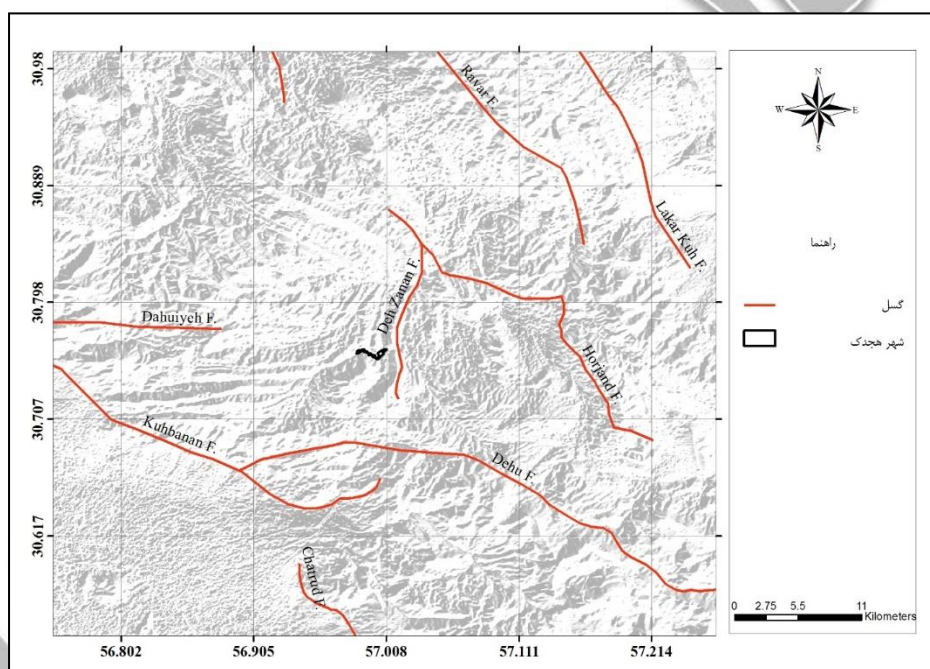 30.98
30.889
30.798
30.707
30.617
56.802 56.905 57.008 57.111 57.214
Ravar F.
Lakar Kuh F.
Deh Zanan F.
Dahuiyeh F.
Horjand F.
Kuhbanan F.
Dehu F.
Chatrud F.
N
W E
S
راهنما
گسل
شهر هجدک
0 2.75 5.5 11
Kilometers